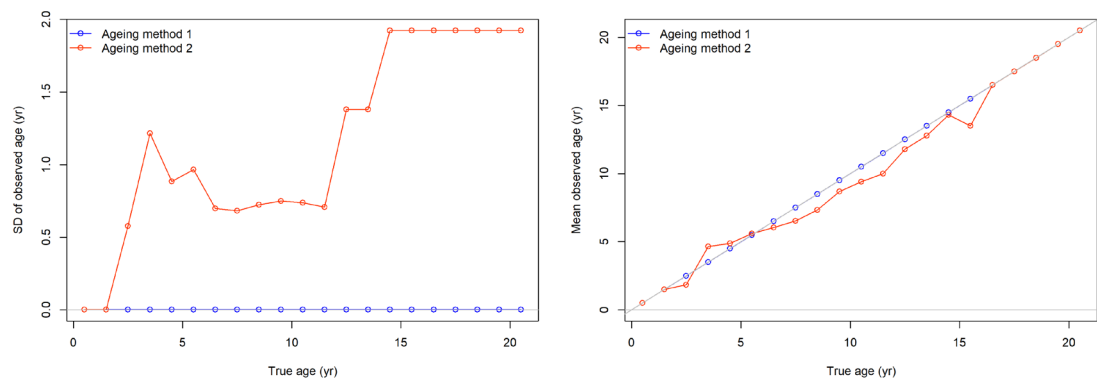 2.0
1.5
1.0
0.5
0.0
SD of observed age (yr)
Ageing method 1
Ageing method 2
0 5 10 15 20
True age (yr)
20
15
10
5
0
Mean observed age (yr)
Ageing method 1
Ageing method 2
0 5 10 15 20
True age (yr)